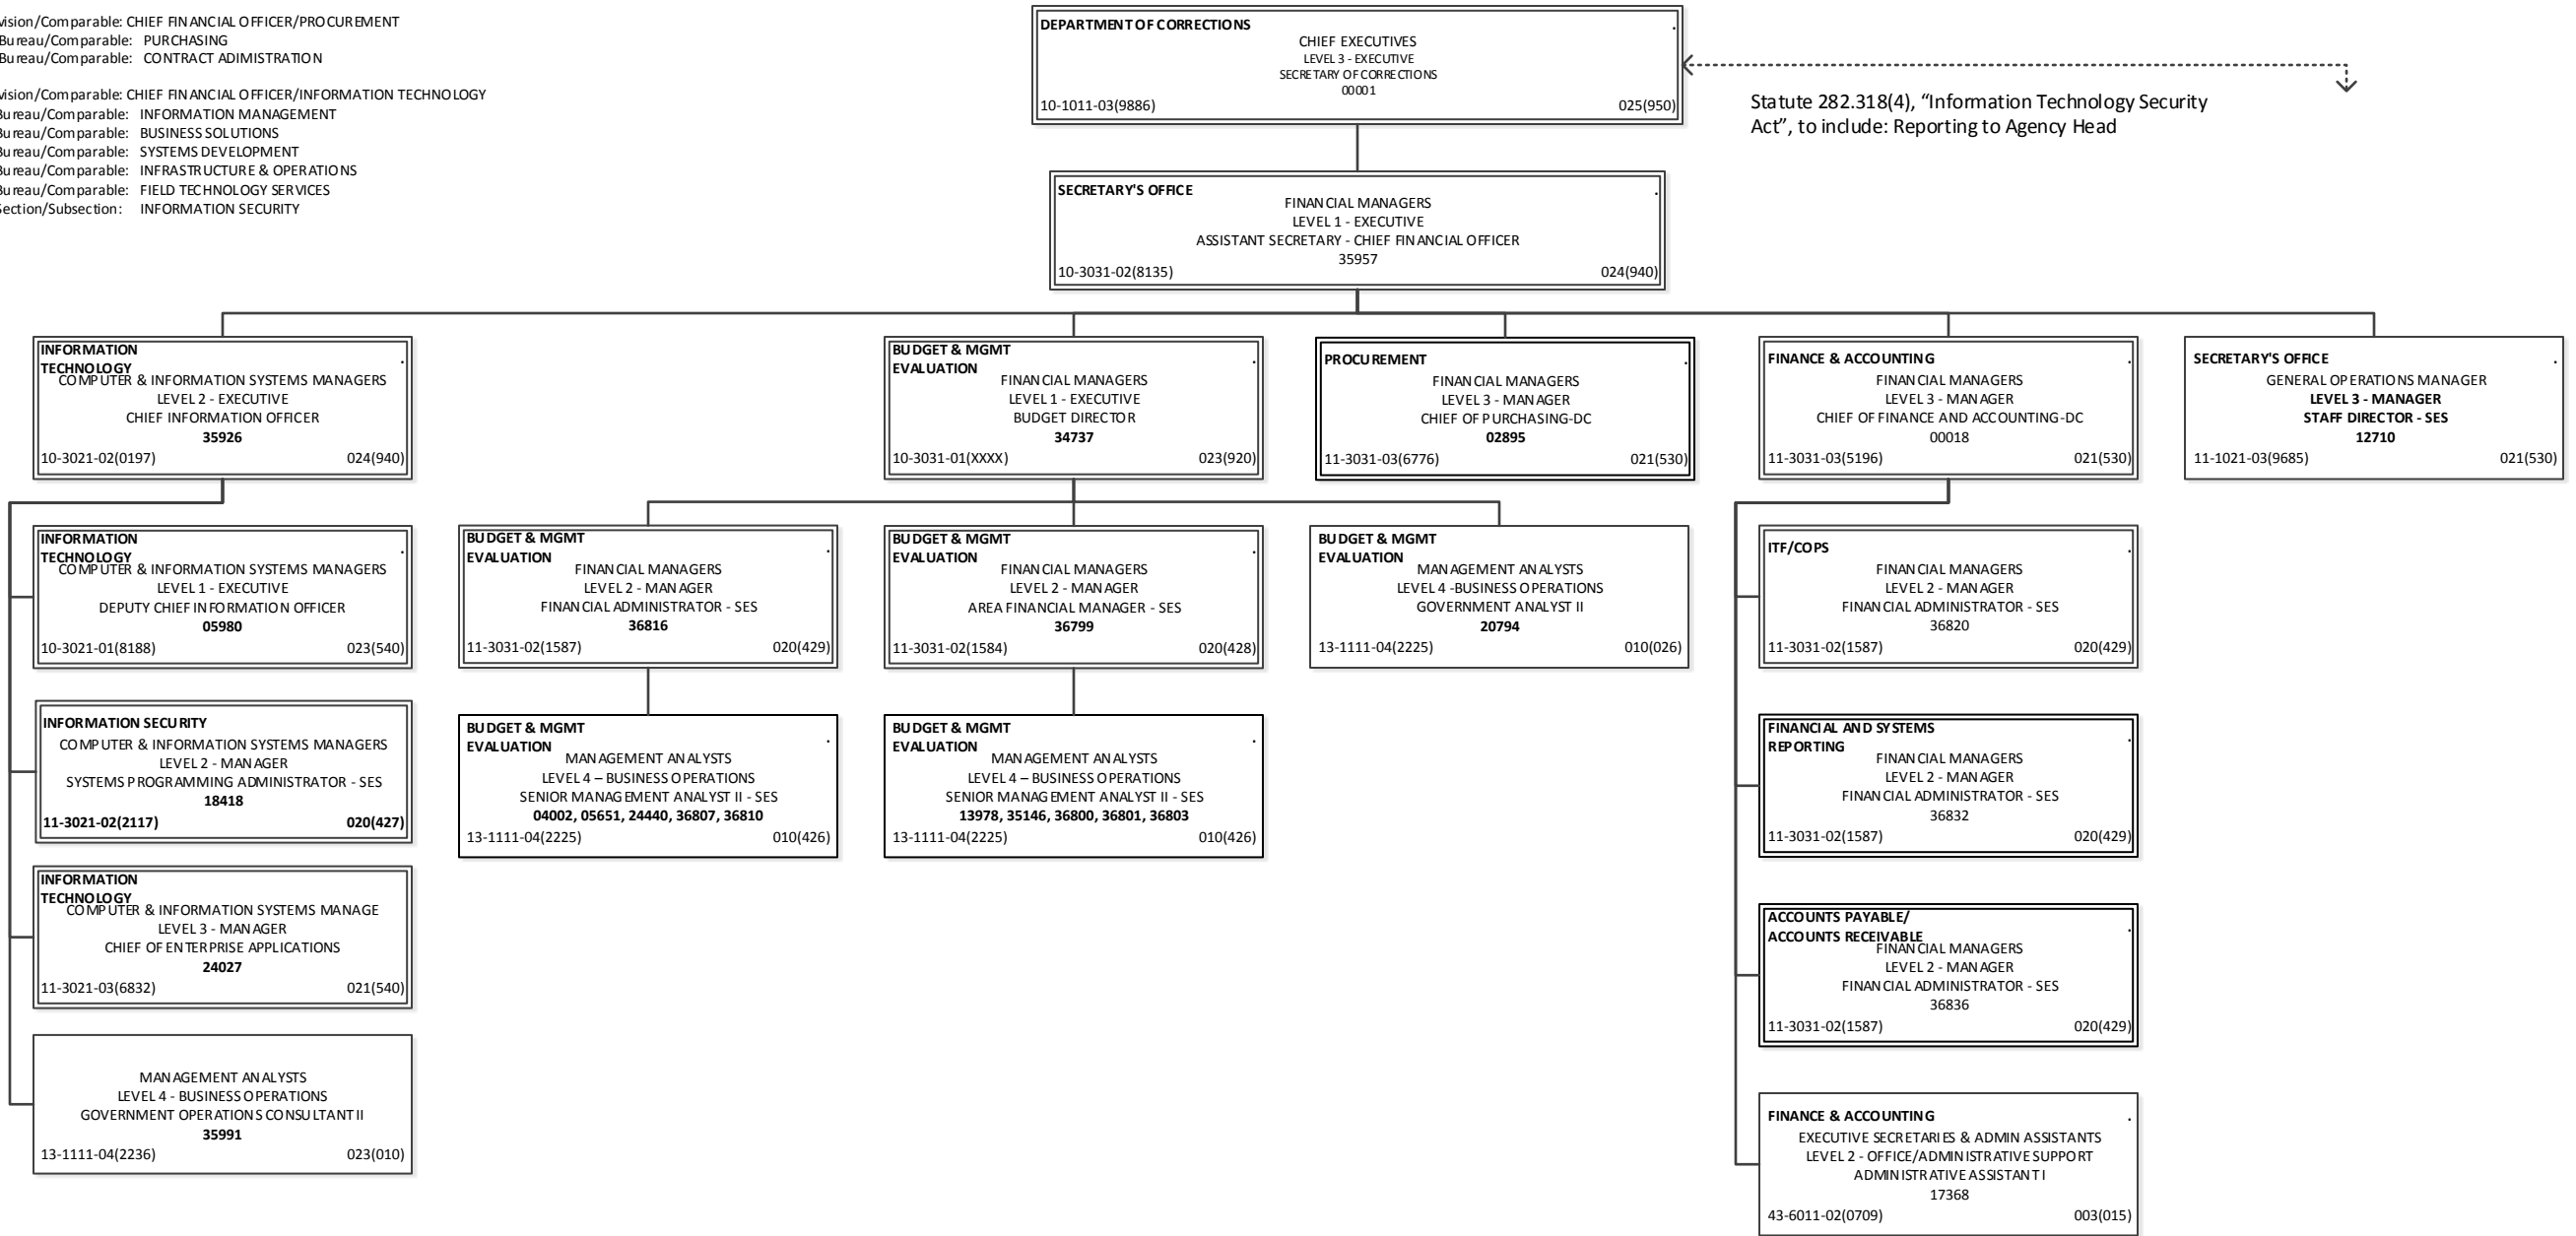 vision/Comparable: CHIEF FINANCIAL OFFICER/PROCUREMENT
Bureau/Comparable: PURCHASING
Bureau/Comparable: CONTRACT ADIMISTRATION
vision/Comparable: CHIEF FINANCIAL OFFICER/INFORMATION TECHNOLOGY
Bureau/Comparable: INFORMATION MANAGEMENT
Bureau/Comparable: BUSINESS SOLUTIONS
Bureau/Comparable: SYSTEMS DEVELOPMENT
Bureau/Comparable: INFRASTRUCTURE & OPERATIONS
Bureau/Comparable: FIELD TECHNOLOGY SERVICES
Section/Subsection: INFORMATION SECURITY
DEPARTMENT OF CORRECTIONS .
CHIEF EXECUTIVES
LEVEL 3 - EXECUTIVE
SECRETARY OF CORRECTIONS
00001
10-1011-03(9886) 025(950)
Statute 282.318(4), “Information Technology Security
Act”, to include: Reporting to Agency Head
SECRETARY'S OFFICE .
FINANCIAL MANAGERS
LEVEL 1 - EXECUTIVE
ASSISTANT SECRETARY - CHIEF FINANCIAL OFFICER
35957
10-3031-02(8135) 024(940)
INFORMATION
TECHNOLOGY .
COMPUTER & INFORMATION SYSTEMS MANAGERS
LEVEL 2 - EXECUTIVE
CHIEF INFORMATION OFFICER
35926
10-3021-02(0197) 024(940)
BUDGET & MGMT
EVALUATION .
FINANCIAL MANAGERS
LEVEL 1 - EXECUTIVE
BUDGET DIRECTOR
34737
10-3031-01(XXXX) 023(920)
PROCUREMENT .
FINANCIAL MANAGERS
LEVEL 3 - MANAGER
CHIEF OF PURCHASING-DC
02895
11-3031-03(6776) 021(530)
FINANCE & ACCOUNTING .
FINANCIAL MANAGERS
LEVEL 3 - MANAGER
CHIEF OF FINANCE AND ACCOUNTING-DC
00018
11-3031-03(5196) 021(530)
SECRETARY'S OFFICE .
GENERAL OPERATIONS MANAGER
LEVEL 3 - MANAGER
STAFF DIRECTOR - SES
12710
11-1021-03(9685) 021(530)
INFORMATION
TECHNOLOGY .
COMPUTER & INFORMATION SYSTEMS MANAGERS
LEVEL 1 - EXECUTIVE
DEPUTY CHIEF INFORMATION OFFICER
05980
10-3021-01(8188) 023(540)
BUDGET & MGMT
EVALUATION .
FINANCIAL MANAGERS
LEVEL 2 - MANAGER
FINANCIAL ADMINISTRATOR - SES
36816
11-3031-02(1587) 020(429)
BUDGET & MGMT
EVALUATION .
FINANCIAL MANAGERS
LEVEL 2 - MANAGER
AREA FINANCIAL MANAGER - SES
36799
11-3031-02(1584) 020(428)
BUDGET & MGMT
EVALUATION .
MANAGEMENT ANALYSTS
LEVEL 4 -BUSINESS OPERATIONS
GOVERNMENT ANALYST II
20794
13-1111-04(2225) 010(026)
ITF/COPS .
FINANCIAL MANAGERS
LEVEL 2 - MANAGER
FINANCIAL ADMINISTRATOR - SES
36820
11-3031-02(1587) 020(429)
INFORMATION SECURITY .
COMPUTER & INFORMATION SYSTEMS MANAGERS
LEVEL 2 - MANAGER
SYSTEMS PROGRAMMING ADMINISTRATOR - SES
18418
11-3021-02(2117) 020(427)
BUDGET & MGMT
EVALUATION .
MANAGEMENT ANALYSTS
LEVEL 4 – BUSINESS OPERATIONS
SENIOR MANAGEMENT ANALYST II - SES
04002, 05651, 24440, 36807, 36810
13-1111-04(2225) 010(426)
BUDGET & MGMT
EVALUATION .
MANAGEMENT ANALYSTS
LEVEL 4 – BUSINESS OPERATIONS
SENIOR MANAGEMENT ANALYST II - SES
13978, 35146, 36800, 36801, 36803
13-1111-04(2225) 010(426)
FINANCIAL AND SYSTEMS
REPORTING .
FINANCIAL MANAGERS
LEVEL 2 - MANAGER
FINANCIAL ADMINISTRATOR - SES
36832
11-3031-02(1587) 020(429)
INFORMATION
TECHNOLOGY .
COMPUTER & INFORMATION SYSTEMS MANAGE
LEVEL 3 - MANAGER
CHIEF OF ENTERPRISE APPLICATIONS
24027
11-3021-03(6832) 021(540)
ACCOUNTS PAYABLE/
ACCOUNTS RECEIVABLE .
FINANCIAL MANAGERS
LEVEL 2 - MANAGER
FINANCIAL ADMINISTRATOR - SES
36836
11-3031-02(1587) 020(429)
MANAGEMENT ANALYSTS
LEVEL 4 - BUSINESS OPERATIONS
GOVERNMENT OPERATIONS CONSULTANT II
35991
13-1111-04(2236) 023(010)
FINANCE & ACCOUNTING .
EXECUTIVE SECRETARIES & ADMIN ASSISTANTS
LEVEL 2 - OFFICE/ADMINISTRATIVE SUPPORT
ADMINISTRATIVE ASSISTANT I
17368
43-6011-02(0709) 003(015)